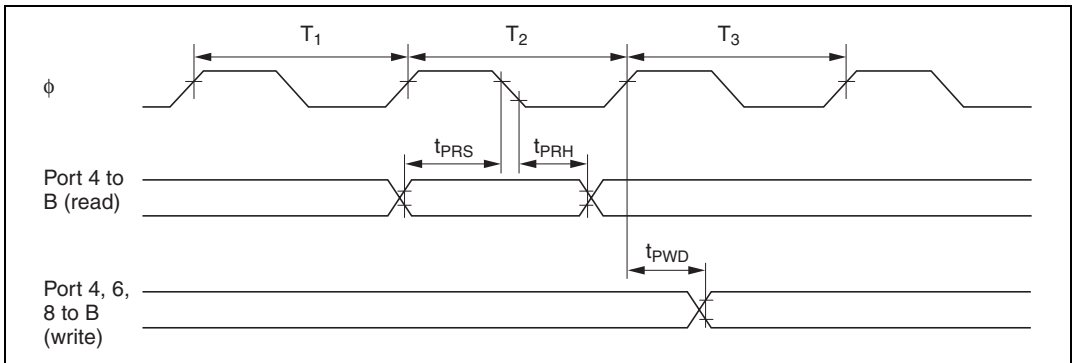 T1 T2 T3
φ
tPRS tPRH
Port 4 to
B (read)
tPWD
Port 4, 6,
8 to B
(write)